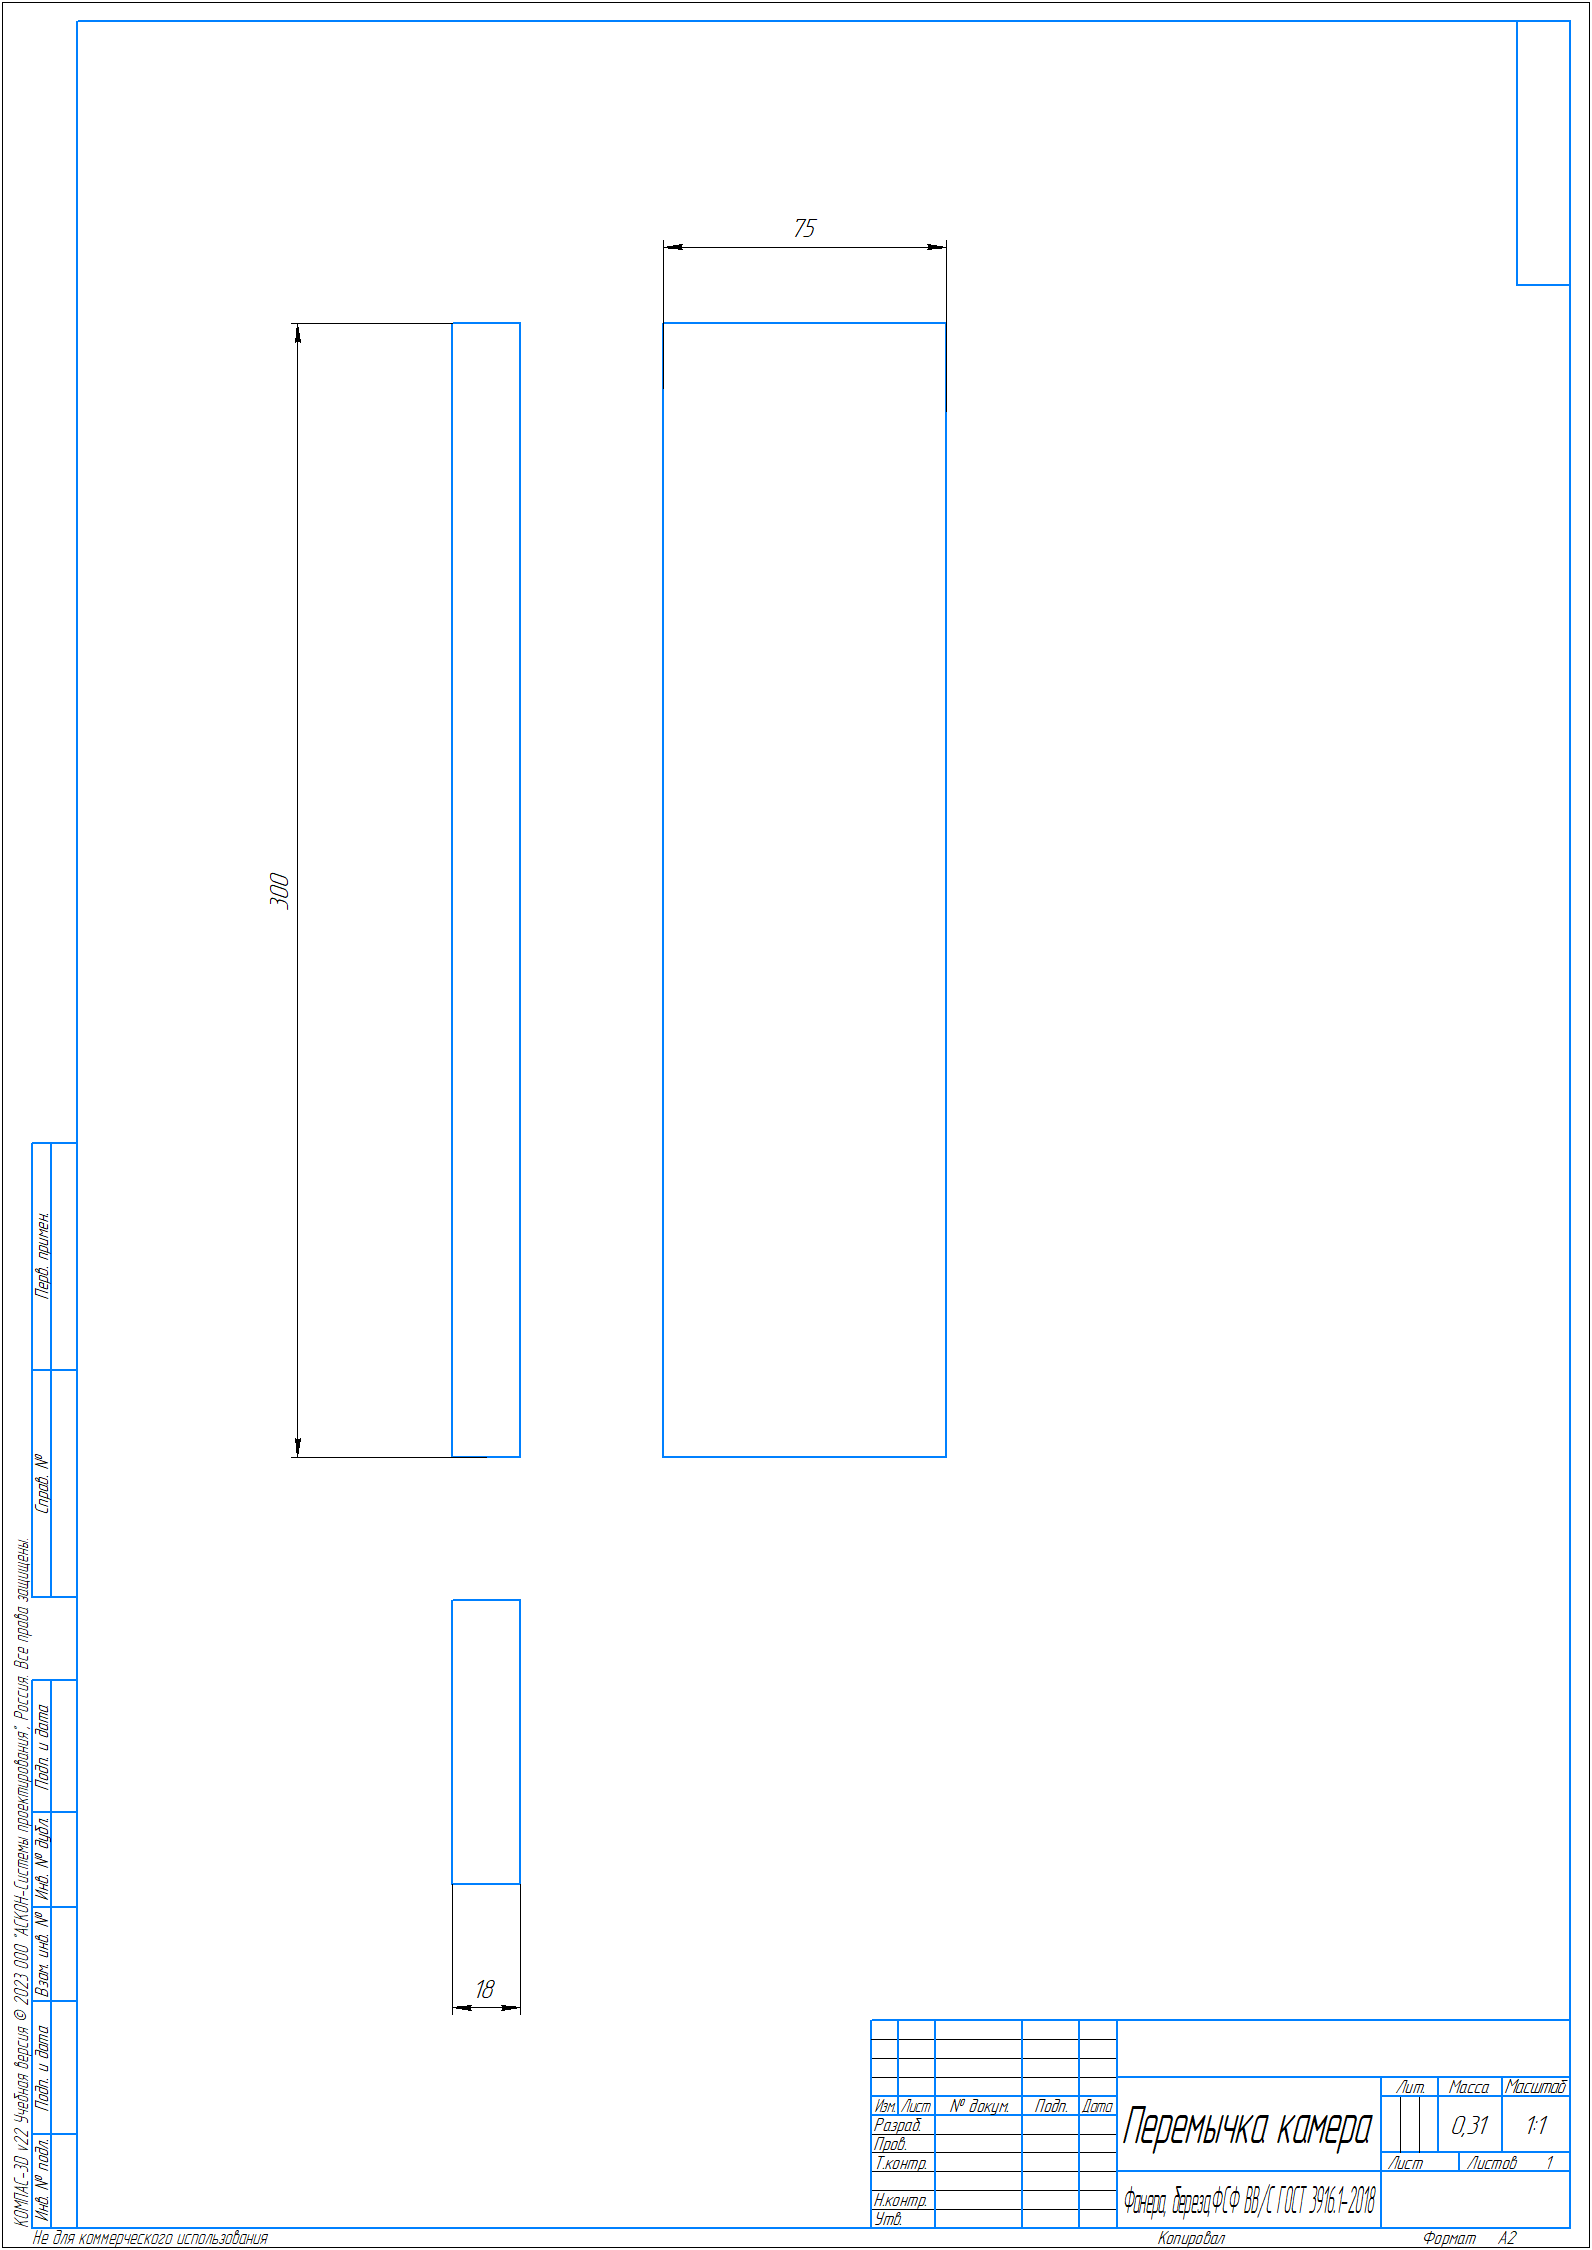 75
300
18
Перв. примен.
Справ. №
Подп. и дата
Инв. № дубл.
Взам. инв. №
Подп. и дата
Инв. № подл.
КОМПАС-3D v22 Учебная версия © 2023 ООО "АСКОН-Системы проектирования", Россия. Все права защищены.
Изм. Лист № докум. Подп. Дата
Разраб.
Пров.
Т.контр.
Н.контр.
Утв.
Перемычка камера
Лит. Масса Масштаб
0,31 1:1
Лист Листов 1
Фанера, береза,ФСФ BB/C ГОСТ 3916.1-2018
Не для коммерческого использования
Копировал
Формат A2